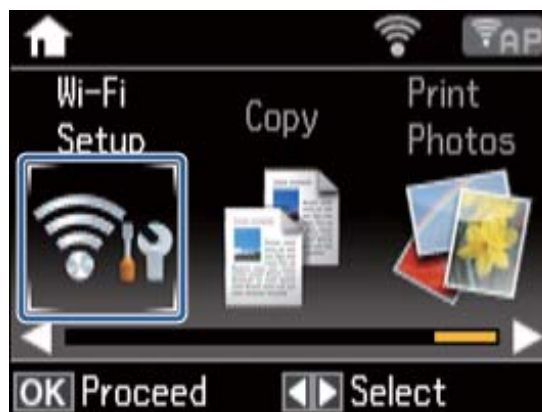 AP
Wi-Fi Setup
Copy
Print Photos
OK Proceed
Select